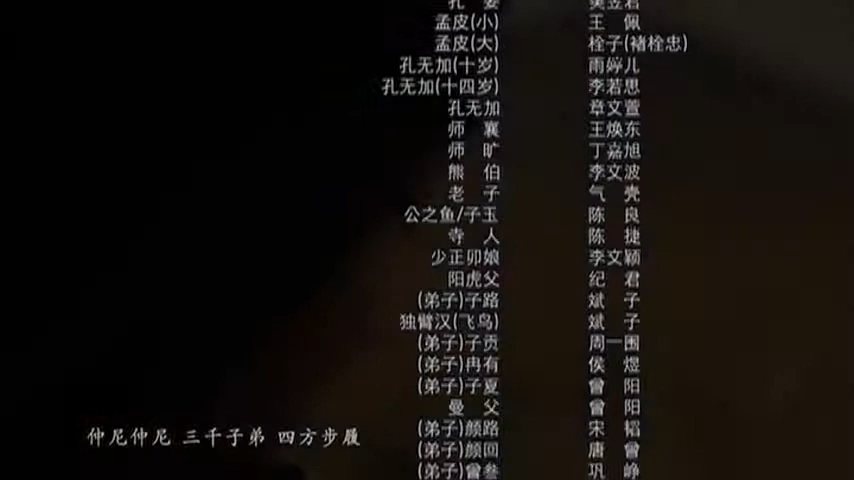 孟皮(小) 王 佩
孟皮(大) 栓子(褚栓忠)
孔无加(十岁) 雨婷儿
孔无加(十四岁) 李若思
孔无加 章文萱
师 襄 王焕东
师 旷 丁嘉旭
熊 伯 李文波
老 子 气 壳
公之鱼/子玉 陈 良
寺 人 陈 捷
少正卯娘 李文颖
阳虎父 纪 君
(弟子)子路 斌 子
独臂汉(飞鸟) 斌 子
(弟子)子贡 周一围
(弟子)冉有 侯 煜
(弟子)子夏 曾 阳
曼 父 曾 阳
(弟子)颜路 宋 韬
(弟子)颜回 唐 曾
(弟子)曾叁 巩 峥
仲尼仲尼 三千子弟 四方步履